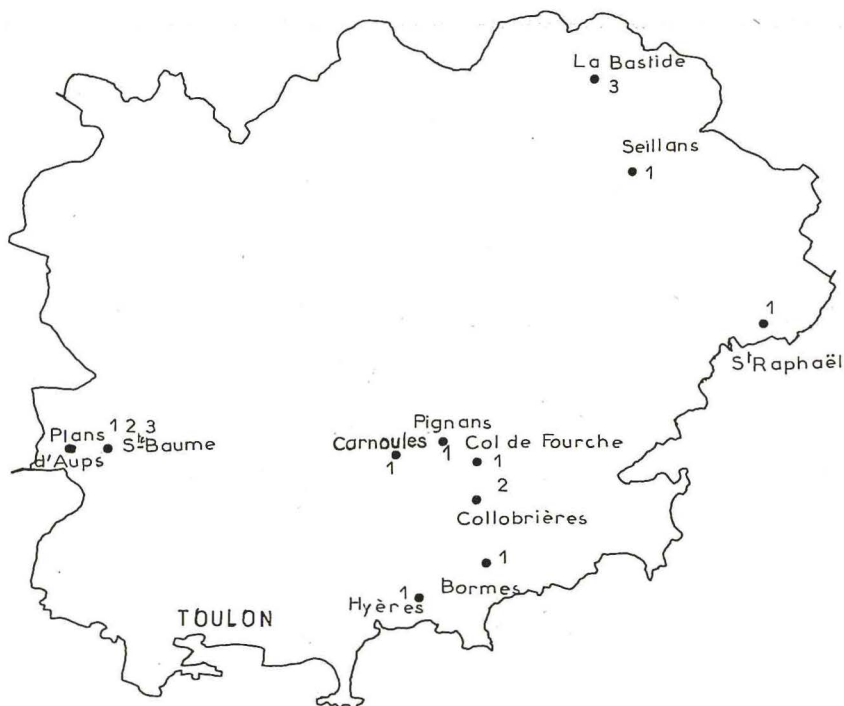 La Bastide
3
Seillans
1
1
St Raphaël
Plans
d'Aups
1 2 3
Ste Baume
Carnoules
1
Pignans
1
Col de Fourche
1
2
Collobrières
1
Bormes
1
Hyères
TOULON